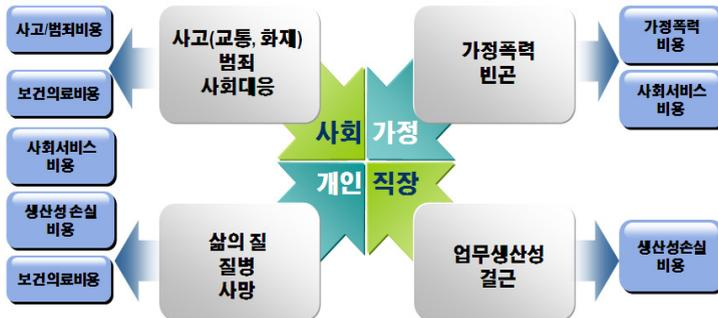 사고/범죄비용
보건의료비용
사회서비스
비용
생산성 손실
비용
보건의료비용
사고(교통, 화재)
범죄
사회대응
삶의 질
질병
사망
사회
가정
개인
직장
가정폭력
빈곤
업무생산성
결근
가정폭력
비용
사회서비스
비용
생산성손실
비용